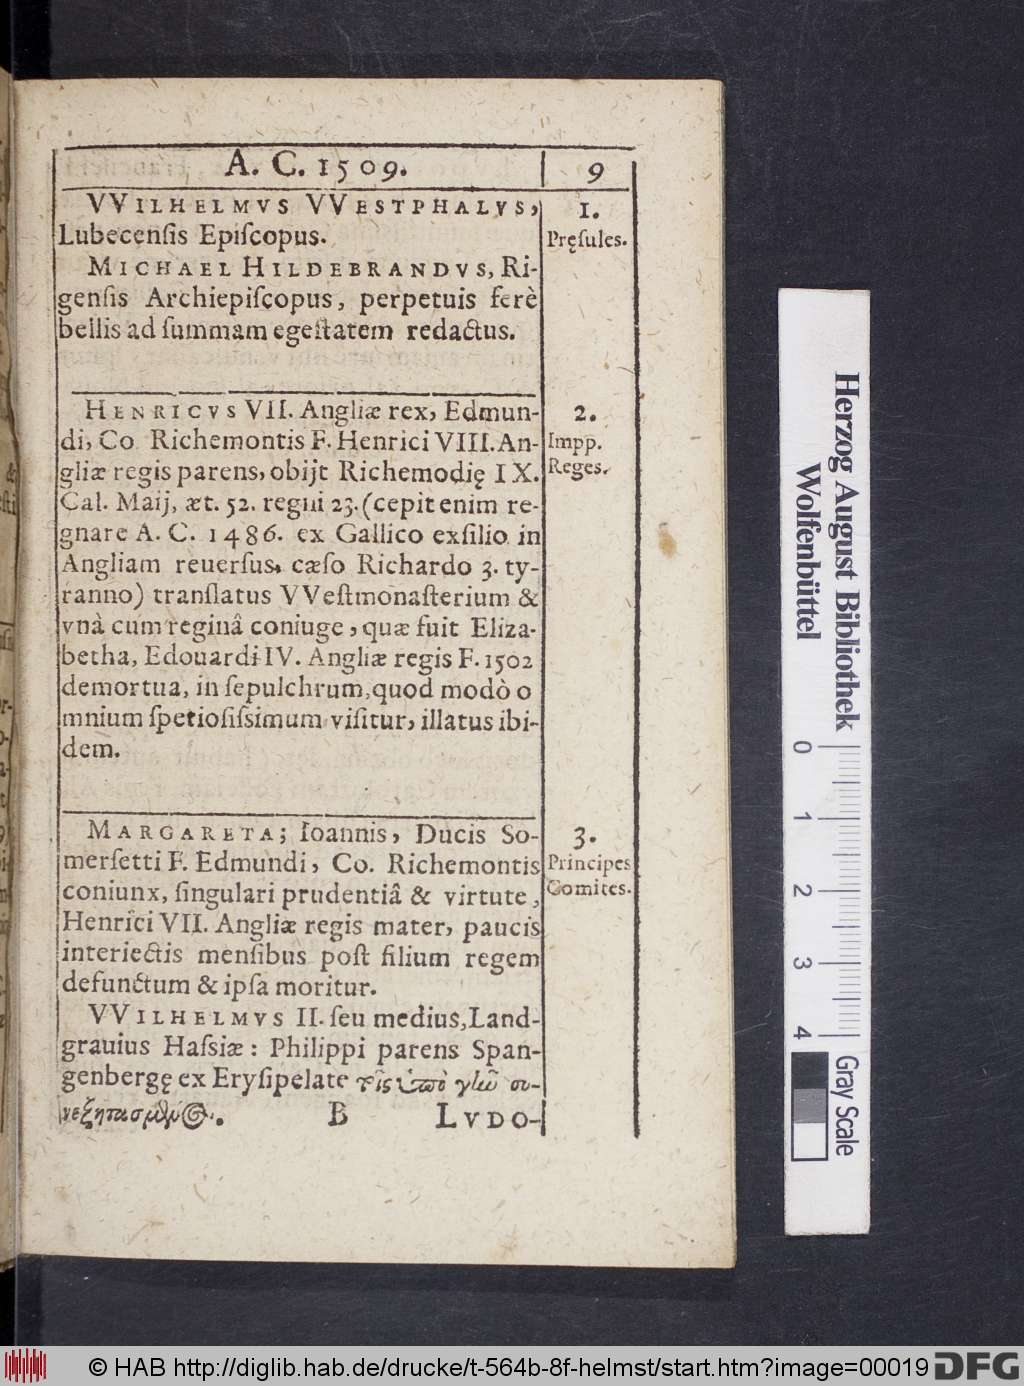 A. C. 1509. 9
VVILHELMVS VVESTPHALVS,
Lubecenſis Epiſcopus.
MICHAEL HILDEBRANDVS, Ri-
genſis Archiepiſcopus, perpetuis ferè
bellis ad ſummam egeſtatem redactus.
1.
Pręſules.
HENRICVS VII. Angliæ rex, Edmun-
di, Co. Richemontis F. Henrici VIII. An-
gliæ regis parens, obijt Richemodię IX.
Cal. Maij, æt. 52. regni 23. (cepit enim re-
gnare A. C. 1486. ex Gallico exſilio in
Angliam reuerſus, cæſo Richardo 3. ty-
ranno) tranſlatus VVeſtmonaſterium &
vnâ cum reginâ coniuge, quæ fuit Eliza-
betha, Edouardi IV. Angliæ regis F. 1502
demortua, in ſepulchrum, quod modò o
mnium ſpetioſiſsimum viſitur, illatus ibi-
dem.
2.
Impp.
Reges.
MARGARETA; Ioannis, Ducis So-
merſetti F. Edmundi, Co. Richemontis
coniunx, ſingulari prudentiâ & virtute,
Henrici VII. Angliæ regis mater, paucis
interiectis menſibus poſt filium regem
defunctum & ipſa moritur.
VVILHELMVS II. ſeu medius, Land-
grauius Haſsiæ: Philippi parens Span-
genbergę ex Eryſipelate
B LVDO-
3.
Principes
Comites.
Herzog August Bibliothek
Wolfenbüttel
0 1 2 3 4
Gray Scale
© HAB http://diglib.hab.de/drucke/t-564b-8f-helmst/start.htm?image=00019
DFG